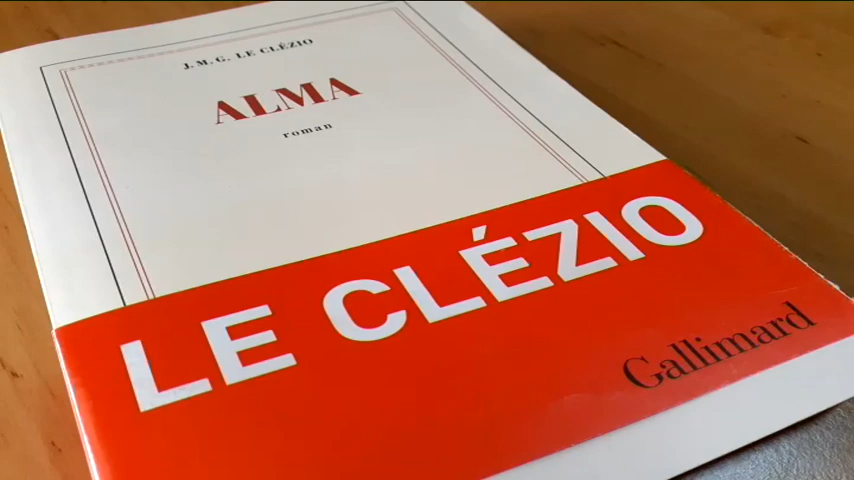 J. M. G. LE CLÉZIO
ALMA
roman
LE CLÉZIO
Gallimard